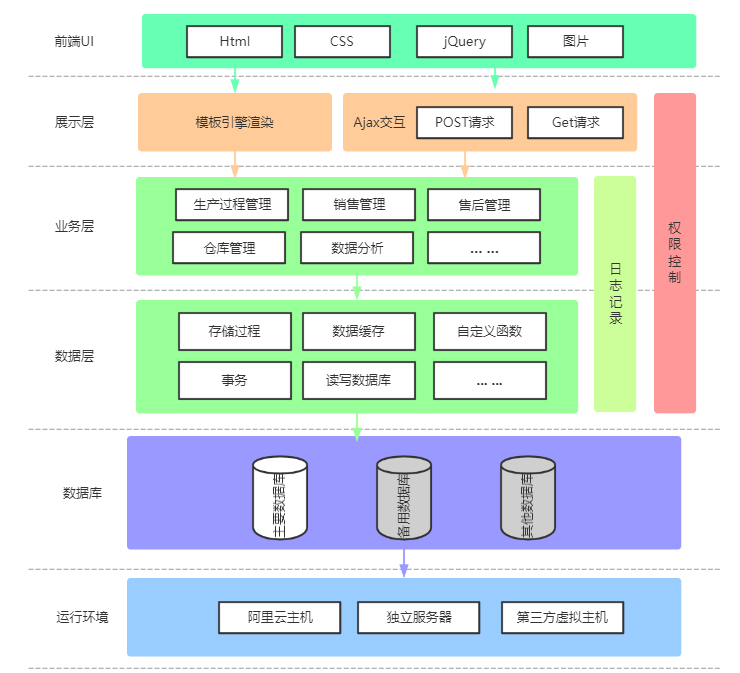 前端UI
Html
CSS
jQuery
图片
展示层
模板引擎渲染
Ajax交互
POST请求
Get请求
业务层
生产过程管理
销售管理
售后管理
仓库管理
数据分析
... ...
日志记录
权限控制
数据层
存储过程
数据缓存
自定义函数
事务
读写数据库
... ...
数据库
主要数据库
备用数据库
其他数据库
运行环境
阿里云主机
独立服务器
第三方虚拟主机